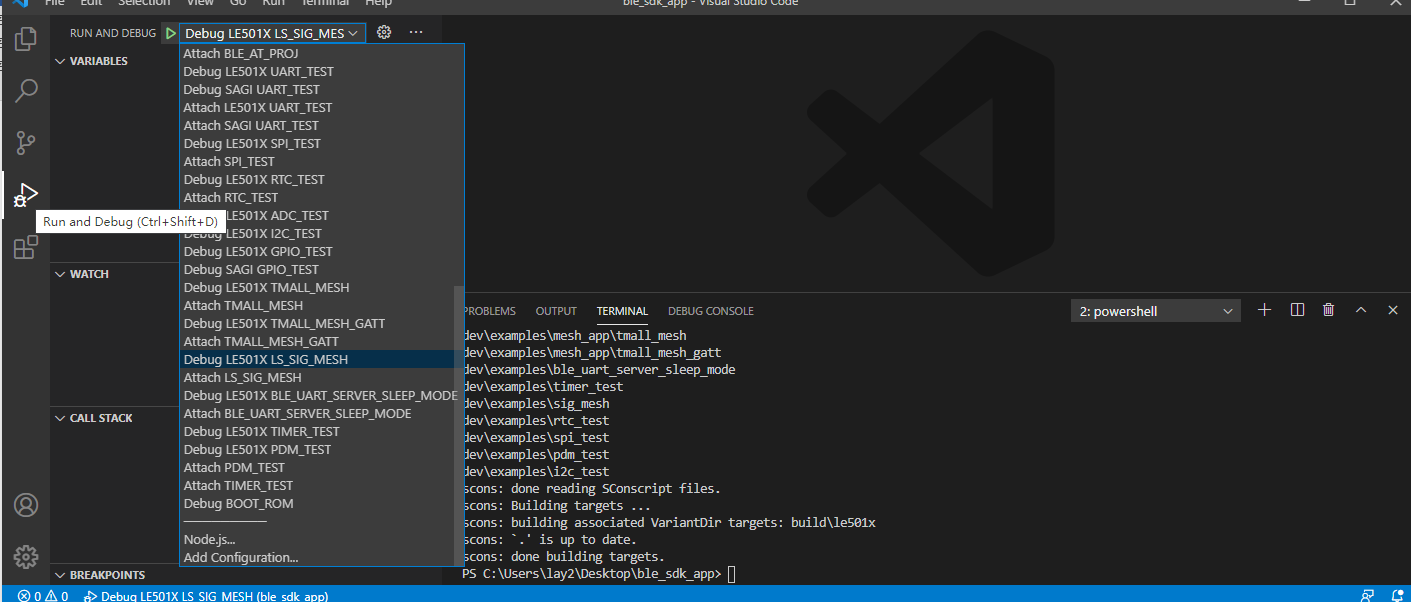 File Edit Selection View Go Run Terminal Help
ble_sdk_app - Visual Studio Code
RUN AND DEBUG
Debug LE501X LS_SIG_MES
VARIABLES
Attach BLE_AT_PROJ
Debug LE501X UART_TEST
Debug SAGI UART_TEST
Attach LE501X UART_TEST
Attach SAGI UART_TEST
Debug LE501X SPI_TEST
Attach SPI_TEST
Debug LE501X RTC_TEST
Attach RTC_TEST
Run and Debug (Ctrl+Shift+D)
LE501X ADC_TEST
Debug LE501X I2C_TEST
Debug LE501X GPIO_TEST
Debug SAGI GPIO_TEST
WATCH
Debug LE501X TMALL_MESH
Attach TMALL_MESH
Debug LE501X TMALL_MESH_GATT
Attach TMALL_MESH_GATT
Debug LE501X LS_SIG_MESH
Attach LS_SIG_MESH
Debug LE501X BLE_UART_SERVER_SLEEP_MODE
Attach BLE_UART_SERVER_SLEEP_MODE
CALL STACK
Debug LE501X TIMER_TEST
Debug LE501X PDM_TEST
Attach PDM_TEST
Attach TIMER_TEST
Debug BOOT_ROM
Node.js...
Add Configuration...
BREAKPOINTS
PROBLEMS OUTPUT TERMINAL DEBUG CONSOLE
2: powershell
dev\examples\mesh_app\tmall_mesh
dev\examples\mesh_app\tmall_mesh_gatt
dev\examples\ble_uart_server_sleep_mode
dev\examples\timer_test
dev\examples\sig_mesh
dev\examples\rtc_test
dev\examples\spi_test
dev\examples\pdm_test
dev\examples\i2c_test
scons: done reading SConscript files.
scons: Building targets ...
scons: building associated VariantDir targets: build\le501x
scons: `.' is up to date.
scons: done building targets.
PS C:\Users\lay2\Desktop\ble_sdk_app>
0 0 Debug LE501X LS_SIG_MESH (ble_sdk_app)